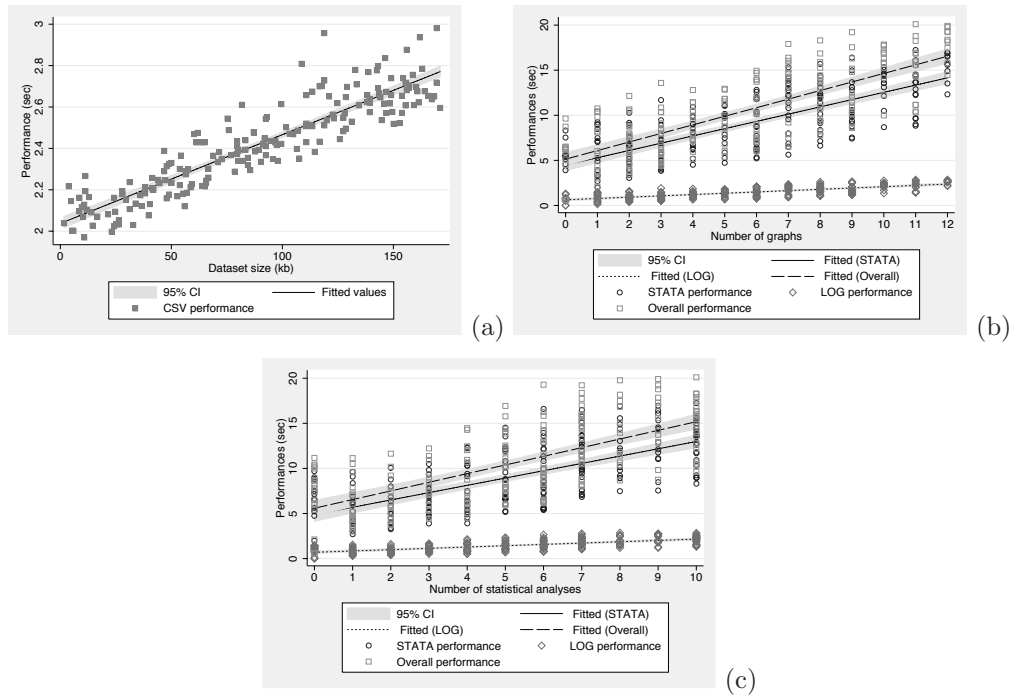 3
2.8
2.6
2.4
2.2
2
Performance (sec)
0 50 100 150
Dataset size (kb)
95% CI Fitted values
CSV performance
(a)
20
15
10
5
0
Performances (sec)
0 1 2 3 4 5 6 7 8 9 10 11 12
Number of graphs
95% CI Fitted (STATA)
Fitted (LOG) Fitted (Overall)
STATA performance LOG performance
Overall performance
(b)
20
15
10
5
0
Performances (sec)
0 1 2 3 4 5 6 7 8 9 10
Number of statistical analyses
95% CI Fitted (STATA)
Fitted (LOG) Fitted (Overall)
STATA performance LOG performance
Overall performance
(c)